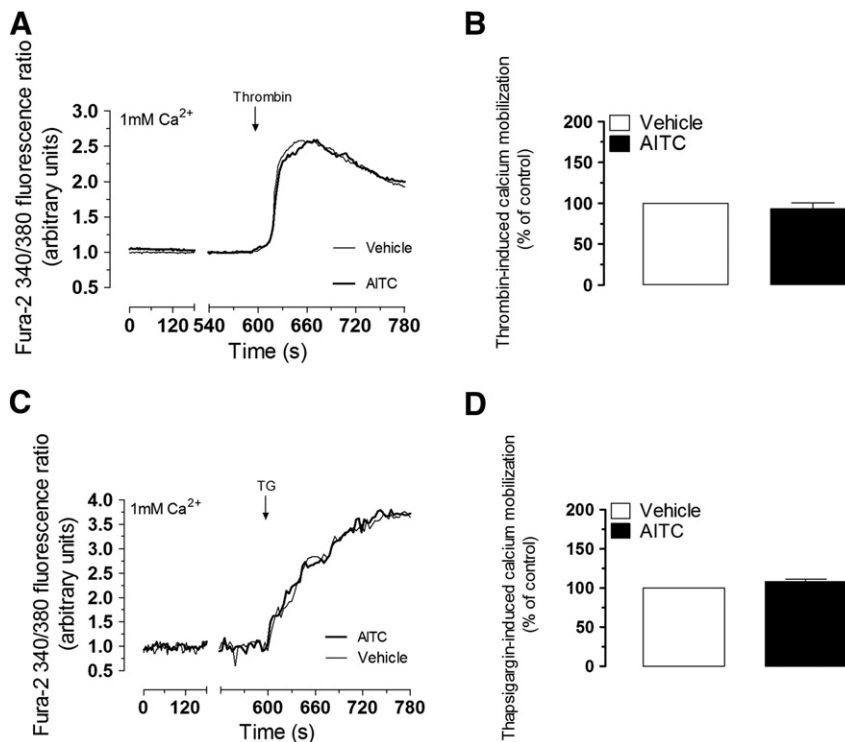 A
Fura-2 340/380 fluorescence ratio
(arbitrary units)
1mM Ca²⁺
Thrombin
3.0
2.5
2.0
1.5
1.0
0.5
Vehicle
AITC
0 120 540 600 660 720 780
Time (s)
B
Thrombin-induced calcium mobilization
(% of control)
200
150
100
50
0
Vehicle
AITC
C
Fura-2 340/380 fluorescence ratio
(arbitrary units)
1mM Ca²⁺
TG
4.0
3.5
3.0
2.5
2.0
1.5
1.0
0.5
AITC
Vehicle
0 120 600 660 720 780
Time (s)
D
Thapsigargin-induced calcium mobilization
(% of control)
200
150
100
50
0
Vehicle
AITC